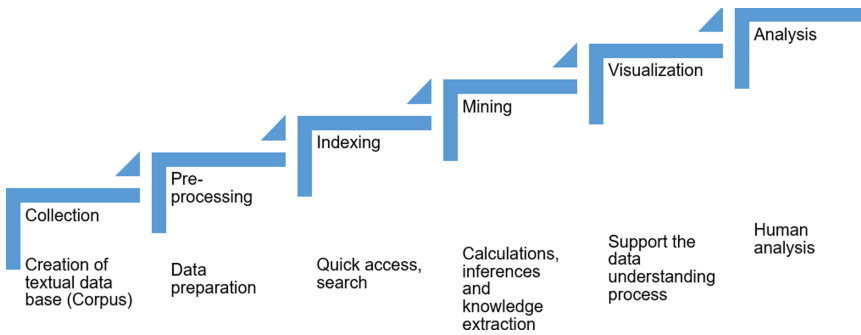 Collection
Creation of
textual data
base (Corpus)
Pre-
processing
Data
preparation
Indexing
Quick access,
search
Mining
Calculations,
inferences
and
knowledge
extraction
Visualization
Support the
data
understanding
process
Analysis
Human
analysis